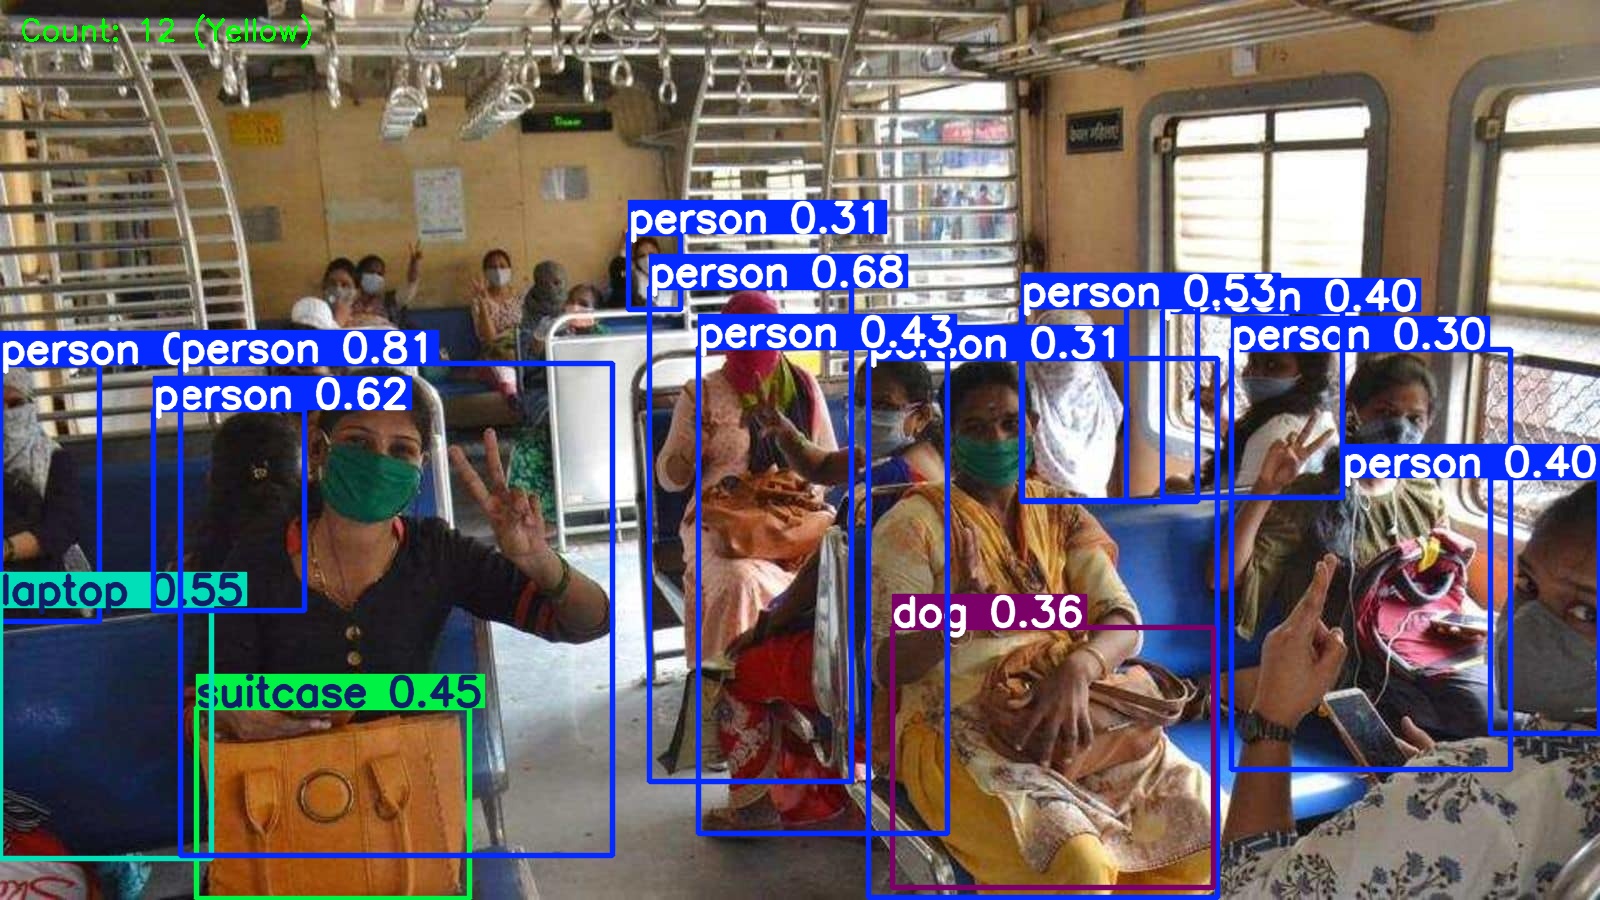 Count: 12 (Yellow)
person 0.31
person 0.68
person 0.53
n 0.40
person 0.43
on 0.31
person 0.30
person
person 0.81
person 0.62
person 0.40
laptop 0.55
dog 0.36
suitcase 0.45
केवल महिलाएं